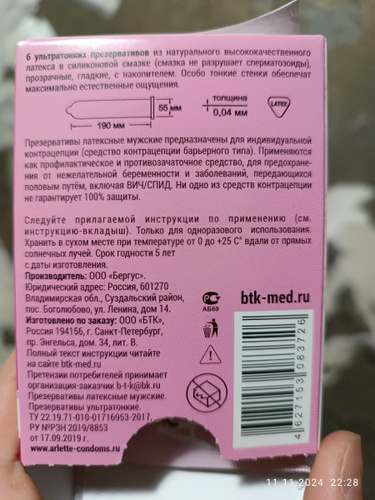 6 ультратонких презервативов из натурального высококачественного
латекса в силиконовой смазке (смазка не разрушает сперматозоиды),
прозрачные, гладкие, с накопителем. Особо тонкие стенки обеспечат
максимально естественные ощущения.
55 мм
190 мм
толщина
0,04 мм
LATEX
Презервативы латексные мужские предназначены для индивидуальной
контрацепции (средство контрацепции барьерного типа). Применяются
как профилактическое и противозачаточное средство, для предохране-
ния от нежелательной беременности и заболеваний, передающихся
половым путём, включая ВИЧ/СПИД. Ни одно из средств контрацепции
не гарантирует 100% защиты.
Следуйте прилагаемой инструкции по применению (см.
инструкцию-вкладыш). Только для одноразового использования.
Хранить в сухом месте при температуре от 0 до +25 С° вдали от прямых
солнечных лучей. Срок годности 5 лет
с даты изготовления.
Производитель: ООО «Бергус».
Юридический адрес: Россия, 601270
Владимирская обл., Суздальский район,
пос. Боголюбово, ул. Ленина, дом 14.
Изготовлено по заказу: ООО «БТК»,
Россия 194156, г. Санкт-Петербург,
пр. Энгельса, дом 34, лит. В.
Полный текст инструкции читайте
на сайте btk-med.ru
Претензии потребителей принимает
организация-заказчик b-t-k@bk.ru
Презервативы латексные мужские.
Презервативы ультратонкие.
ТУ 22.19.71-010-01716953-2017,
РУ №РЗН 2019/8853
от 17.09.2019 г.
www.arlette-condoms.ru
АБ69
btk-med.ru
4 627153 083726
11.11.2024 22:28